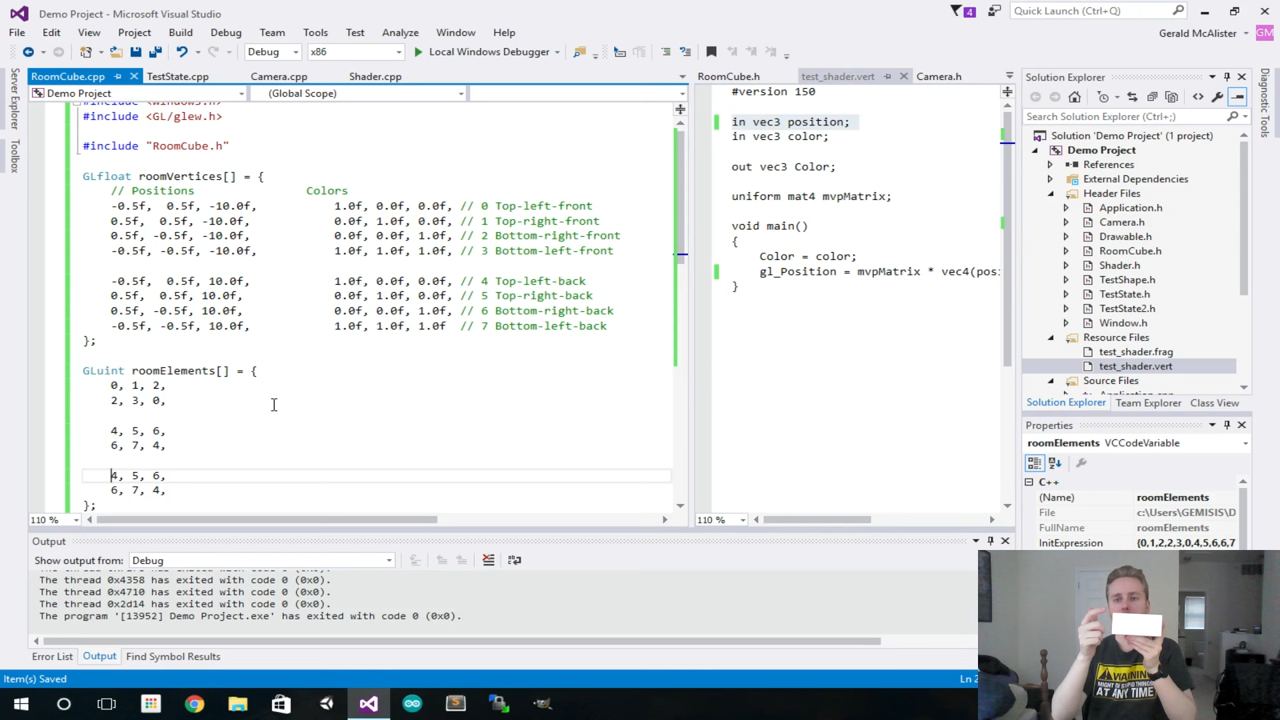 Demo Project - Microsoft Visual Studio
4
Quick Launch (Ctrl+Q)
File Edit View Project Build Debug Team Tools Test Analyze Window Help
Gerald McAlister GM
Debug x86 Local Windows Debugger
Server Explorer
Toolbox
RoomCube.cpp TestState.cpp Camera.cpp Shader.cpp
Demo Project (Global Scope)
#include <windows.h>
#include <GL/glew.h>
#include "RoomCube.h"
GLfloat roomVertices[] = {
// Positions Colors
-0.5f, 0.5f, -10.0f, 1.0f, 0.0f, 0.0f, // 0 Top-left-front
0.5f, 0.5f, -10.0f, 0.0f, 1.0f, 0.0f, // 1 Top-right-front
0.5f, -0.5f, -10.0f, 0.0f, 0.0f, 1.0f, // 2 Bottom-right-front
-0.5f, -0.5f, -10.0f, 1.0f, 1.0f, 0.0f, // 3 Bottom-left-front
-0.5f, 0.5f, 10.0f, 1.0f, 0.0f, 0.0f, // 4 Top-left-back
0.5f, 0.5f, 10.0f, 0.0f, 1.0f, 0.0f, // 5 Top-right-back
0.5f, -0.5f, 10.0f, 0.0f, 0.0f, 1.0f, // 6 Bottom-right-back
-0.5f, -0.5f, 10.0f, 1.0f, 1.0f, 1.0f // 7 Bottom-left-back
};
GLuint roomElements[] = {
0, 1, 2,
2, 3, 0,
4, 5, 6,
6, 7, 4,
4, 5, 6,
6, 7, 4,
};
110 %
RoomCube.h test_shader.vert Camera.h
#version 150
in vec3 position;
in vec3 color;
out vec3 Color;
uniform mat4 mvpMatrix;
void main()
{
Color = color;
gl_Position = mvpMatrix * vec4(pos
}
110 %
Solution Explorer
Search Solution Explorer (Ctrl+;)
Solution 'Demo Project' (1 project)
Demo Project
References
External Dependencies
Header Files
Application.h
Camera.h
Drawable.h
RoomCube.h
Shader.h
TestShape.h
TestState.h
TestState2.h
Window.h
Resource Files
test_shader.frag
test_shader.vert
Source Files
Solution Explorer Team Explorer Class View
Diagnostic Tools
Properties
roomElements VCCodeVariable
C++
(Name) roomElements
File c:\Users\GEMISIS\D
FullName roomElements
InitExpression {0,1,2,2,3,0,4,5,6,6,7
Output
Show output from: Debug
The thread 0x4358 has exited with code 0 (0x0).
The thread 0x4710 has exited with code 0 (0x0).
The thread 0x2d14 has exited with code 0 (0x0).
The program '[13952] Demo Project.exe' has exited with code 0 (0x0).
Error List Output Find Symbol Results
Item(s) Saved
WARNING
AT ANY TIME